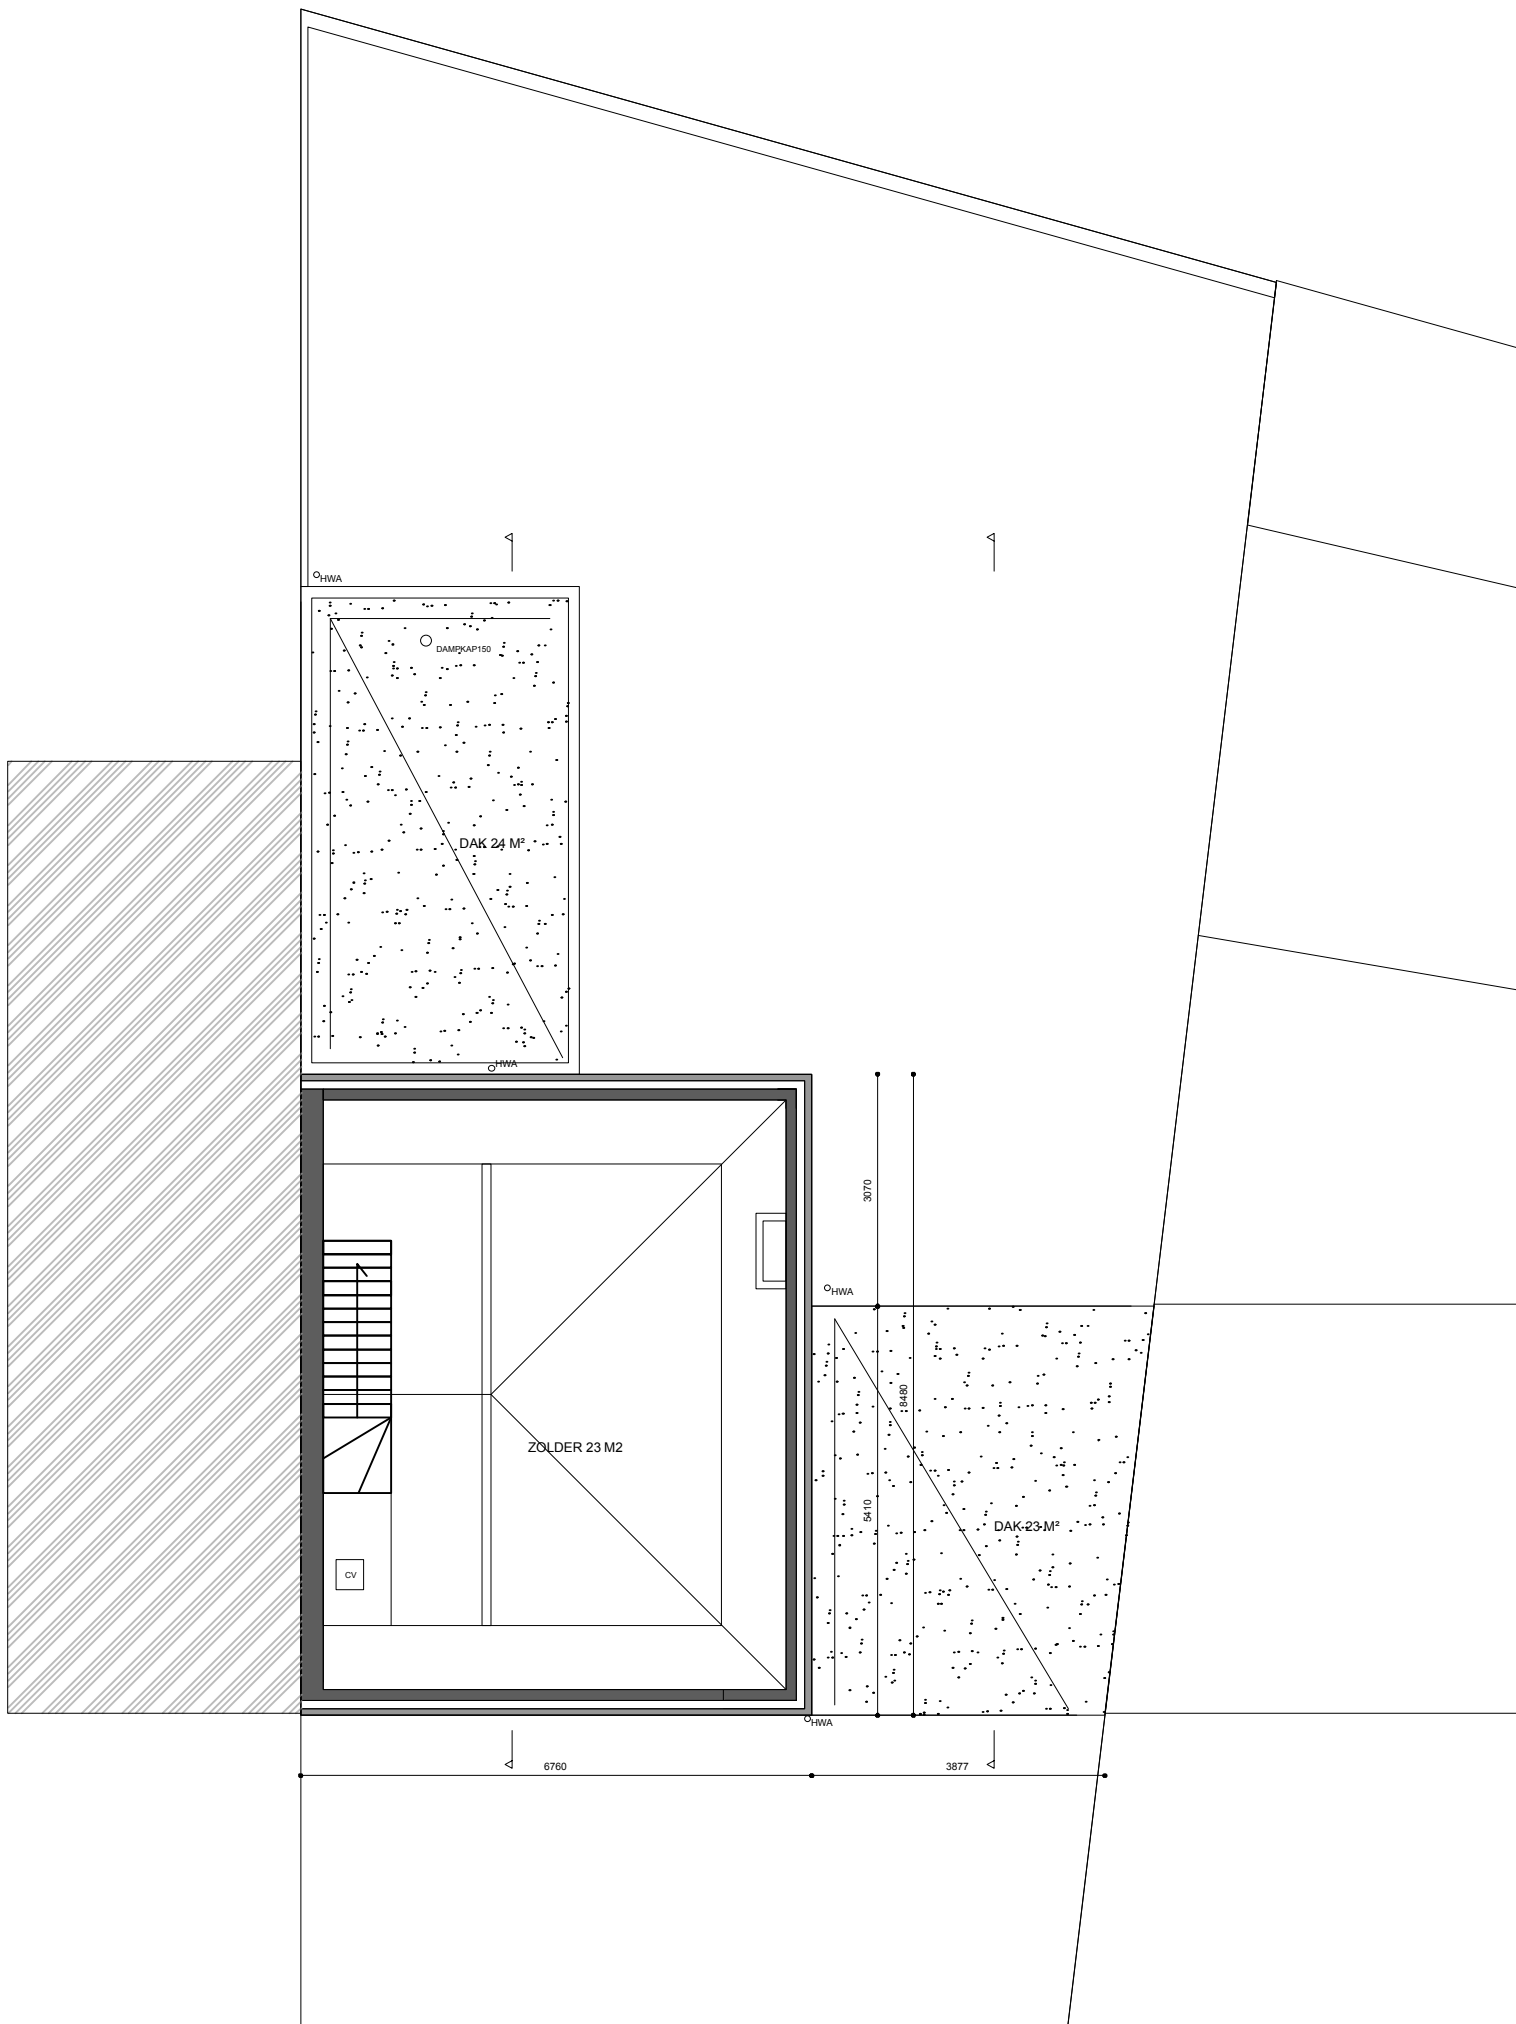 HWA
DAMPKAP150
DAK 24 M²
HWA
3070
HWA
8480
ZOLDER 23 M2
5410
DAK 23 M²
CV
HWA
6760
3877